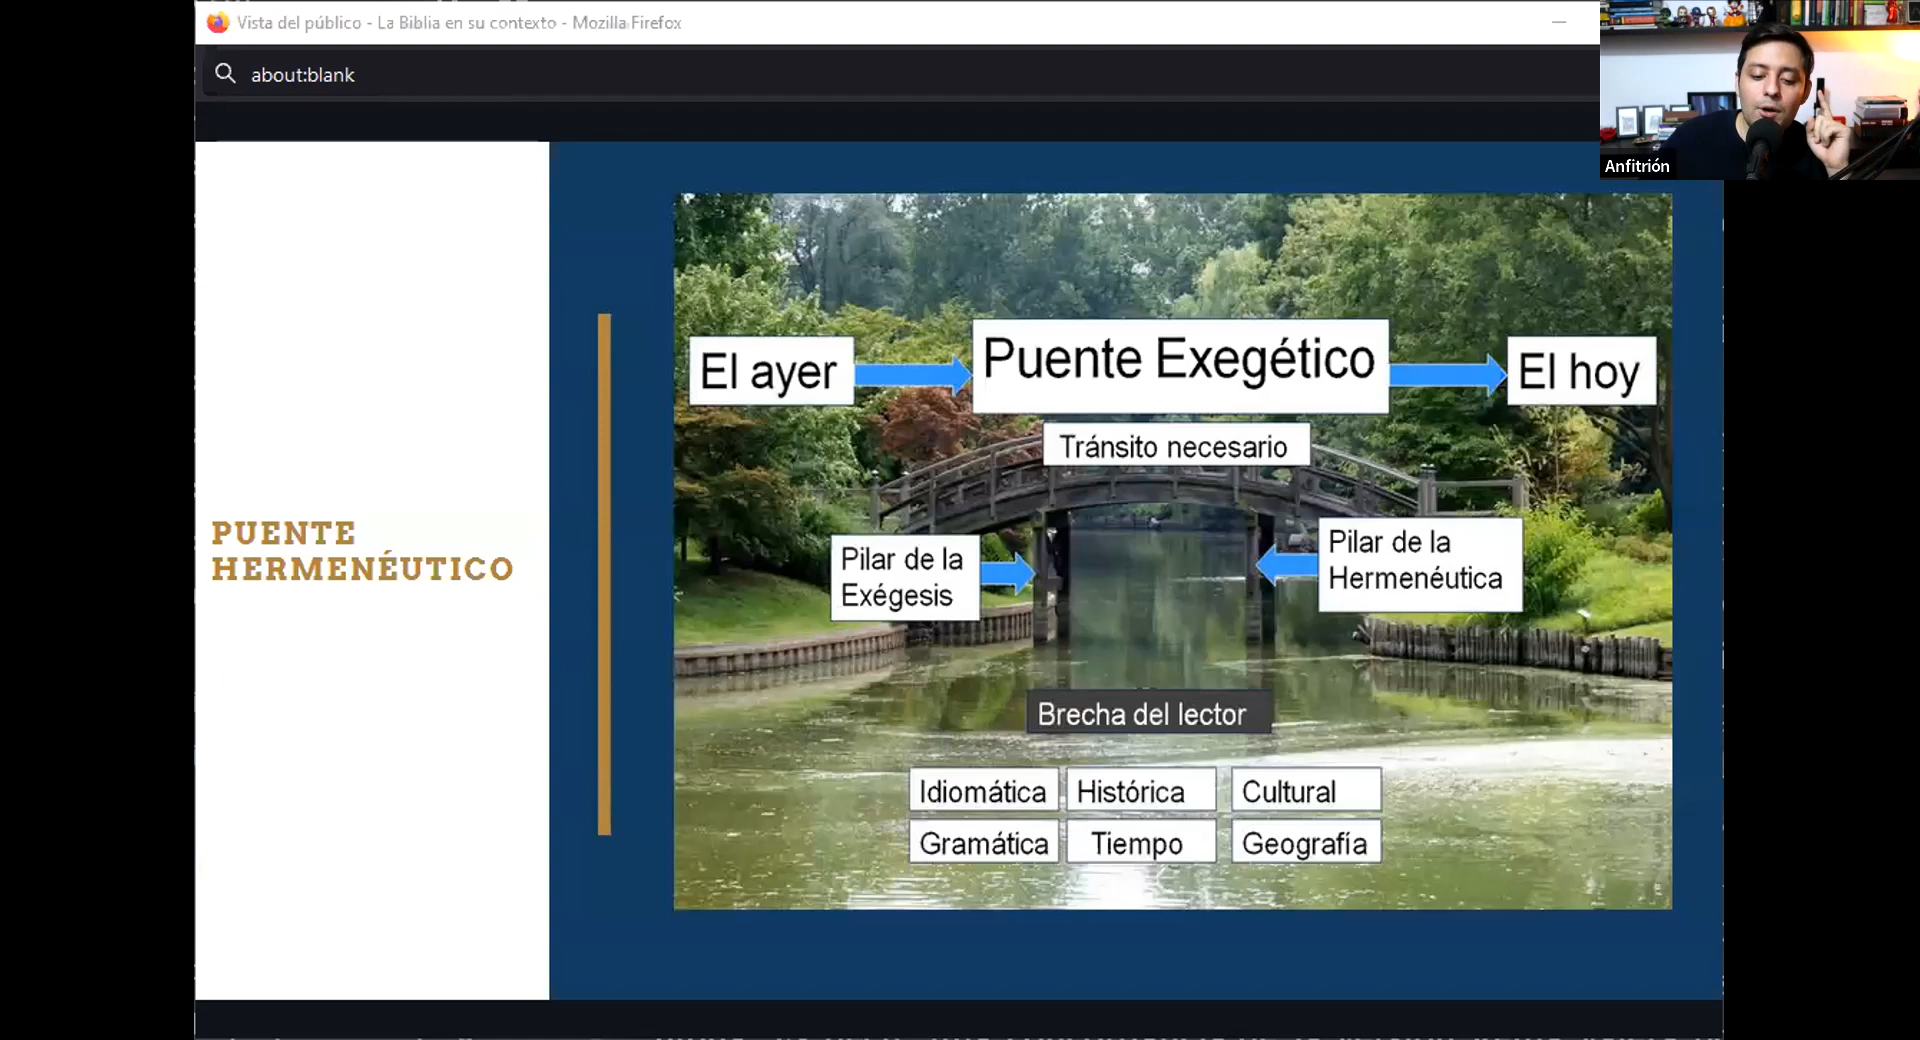 Vista del público - La Biblia en su contexto - Mozilla Firefox
about:blank
Anfitrión
PUENTE
HERMENÉUTICO
El ayer
Puente Exegético
El hoy
Tránsito necesario
Pilar de la
Exégesis
Pilar de la
Hermenéutica
Brecha del lector
Idiomática
Histórica
Cultural
Gramática
Tiempo
Geografía